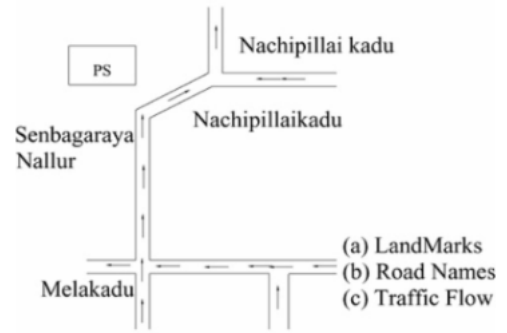 Nachipillai kadu
PS
Nachipillaikadu
Senbagaraya
Nallur
(a) LandMarks
(b) Road Names
(c) Traffic Flow
Melakadu